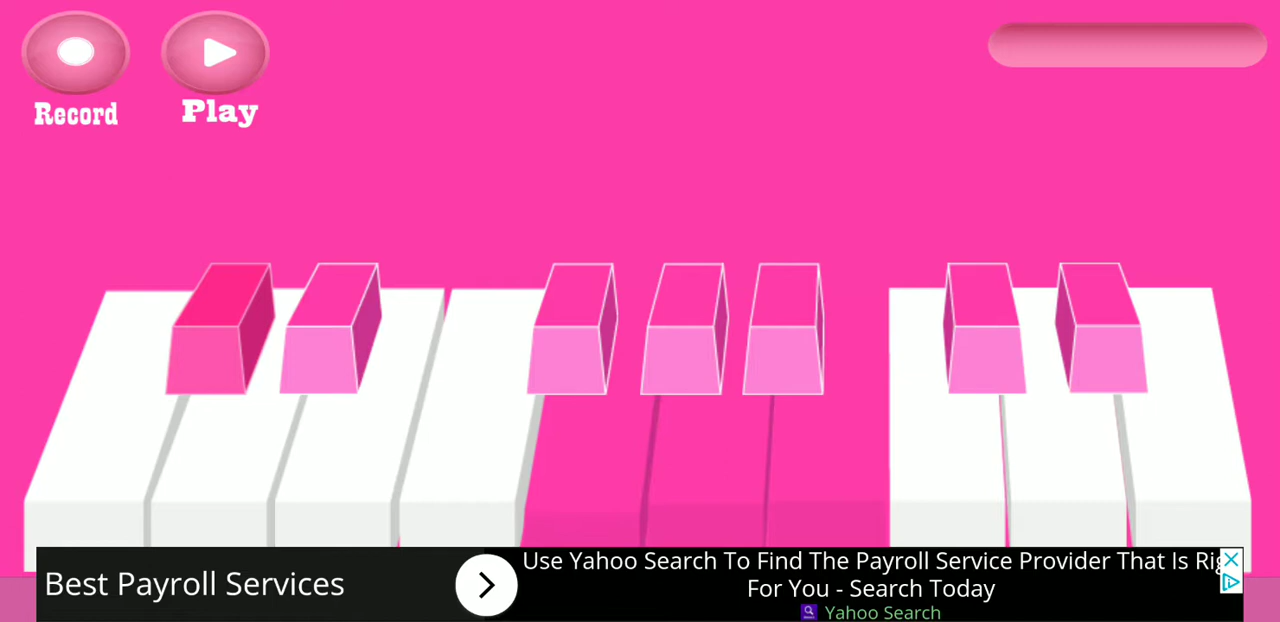 Record
Play
Best Payroll Services
Use Yahoo Search To Find The Payroll Service Provider That Is
For You - Search Today
Yahoo Search